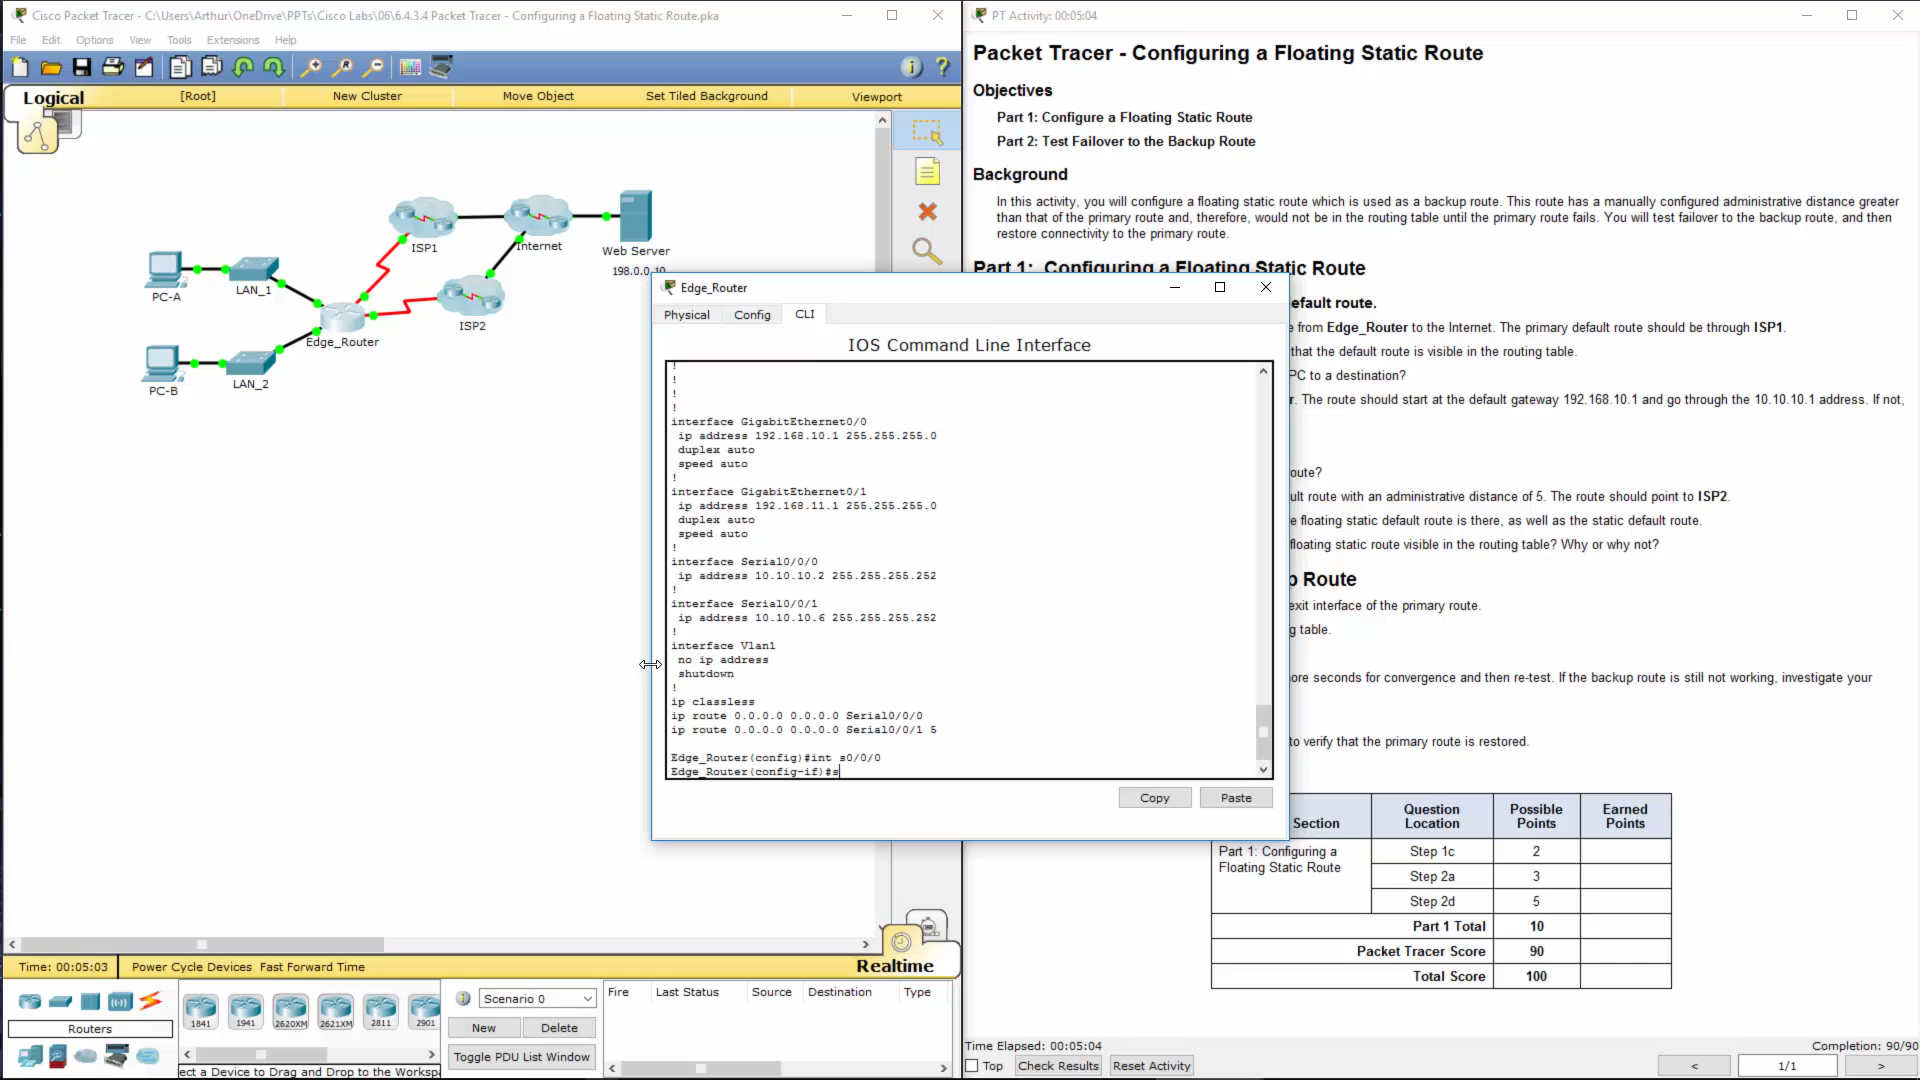 Cisco Packet Tracer - C:\Users\Arthur\OneDrive\PPTs\Cisco Labs\06\6.4.3.4 Packet Tracer - Configuring a Floating Static Route.pka
File Edit Options View Tools Extensions Help
Logical [Root] New Cluster Move Object Set Tiled Background Viewport
ISP1
Internet
Web Server
198.0.0.10
PC-A
LAN_1
ISP2
Edge_Router
PC-B
LAN_2
Time: 00:05:03 Power Cycle Devices Fast Forward Time
Realtime
Routers
1841 1941 2620XM 2621XM 2811 2901
ect a Device to Drag and Drop to the Workspa
Scenario 0
New Delete
Toggle PDU List Window
Fire Last Status Source Destination Type
Edge_Router
Physical Config CLI
IOS Command Line Interface
!
!
!
!
interface GigabitEthernet0/0
ip address 192.168.10.1 255.255.255.0
duplex auto
speed auto
!
interface GigabitEthernet0/1
ip address 192.168.11.1 255.255.255.0
duplex auto
speed auto
!
interface Serial0/0/0
ip address 10.10.10.2 255.255.255.252
!
interface Serial0/0/1
ip address 10.10.10.6 255.255.255.252
!
interface Vlan1
no ip address
shutdown
!
ip classless
ip route 0.0.0.0 0.0.0.0 Serial0/0/0
ip route 0.0.0.0 0.0.0.0 Serial0/0/1 5
Edge_Router(config)#int s0/0/0
Edge_Router(config-if)#s
Copy Paste
PT Activity: 00:05:04
Packet Tracer - Configuring a Floating Static Route
Objectives
Part 1: Configure a Floating Static Route
Part 2: Test Failover to the Backup Route
Background
In this activity, you will configure a floating static route which is used as a backup route. This route has a manually configured administrative distance greater
than that of the primary route and, therefore, would not be in the routing table until the primary route fails. You will test failover to the backup route, and then
restore connectivity to the primary route.
Part 1: Configuring a Floating Static Route
efault route.
e from Edge_Router to the Internet. The primary default route should be through ISP1.
that the default route is visible in the routing table.
PC to a destination?
r. The route should start at the default gateway 192.168.10.1 and go through the 10.10.10.1 address. If not,
oute?
ult route with an administrative distance of 5. The route should point to ISP2.
e floating static default route is there, as well as the static default route.
floating static route visible in the routing table? Why or why not?
p Route
exit interface of the primary route.
g table.
ore seconds for convergence and then re-test. If the backup route is still not working, investigate your
to verify that the primary route is restored.
Section Question Location Possible Points Earned Points
Part 1: Configuring a Floating Static Route Step 1c 2
Step 2a 3
Step 2d 5
Part 1 Total 10
Packet Tracer Score 90
Total Score 100
Time Elapsed: 00:05:04 Completion: 90/90
Top Check Results Reset Activity < 1/1 >